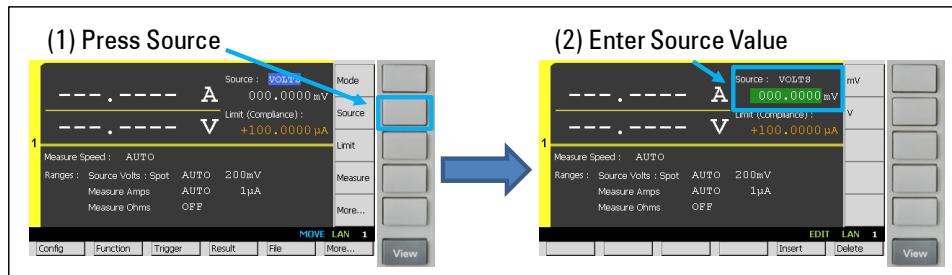 (1) Press Source
Source : VOLTS
---.---- A 000.0000 mV
Limit (Compliance) :
---.---- V +100.0000 µA
1
Measure Speed : AUTO
Ranges : Source Volts : Spot AUTO 200mV
Measure Amps AUTO 1µA
Measure Ohms OFF
MOVE LAN 1
Mode
Source
Limit
Measure
More...
Config Function Trigger Result File More...
View
(2) Enter Source Value
Source : VOLTS
---.---- A 000.0000 mV
Limit (Compliance) :
---.---- V +100.0000 µA
1
Measure Speed : AUTO
Ranges : Source Volts : Spot AUTO 200mV
Measure Amps AUTO 1µA
Measure Ohms OFF
EDIT LAN 1
mV
V
Insert Delete
View